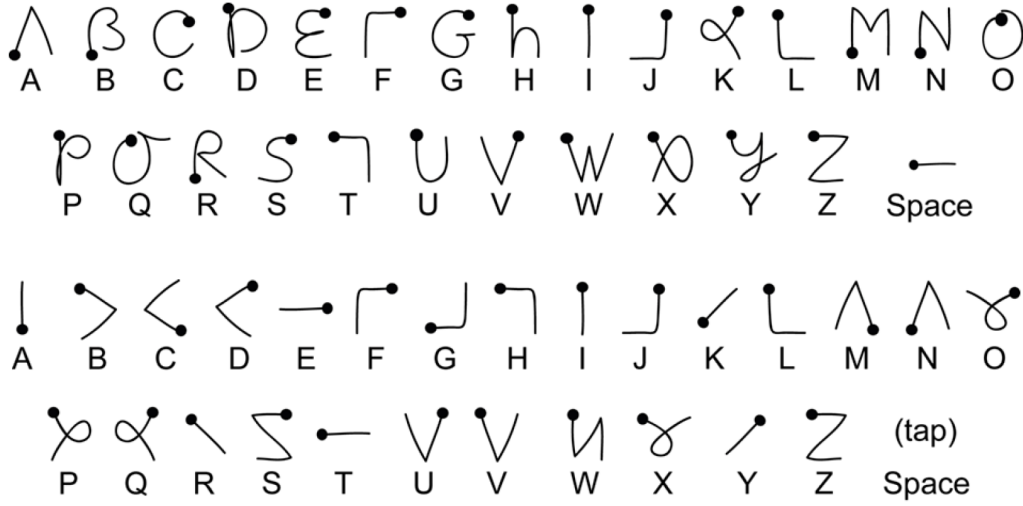 A B C D E F G H I J K L M N O
P Q R S T U V W X Y Z Space
A B C D E F G H I J K L M N O
(tap)
P Q R S T U V W X Y Z Space